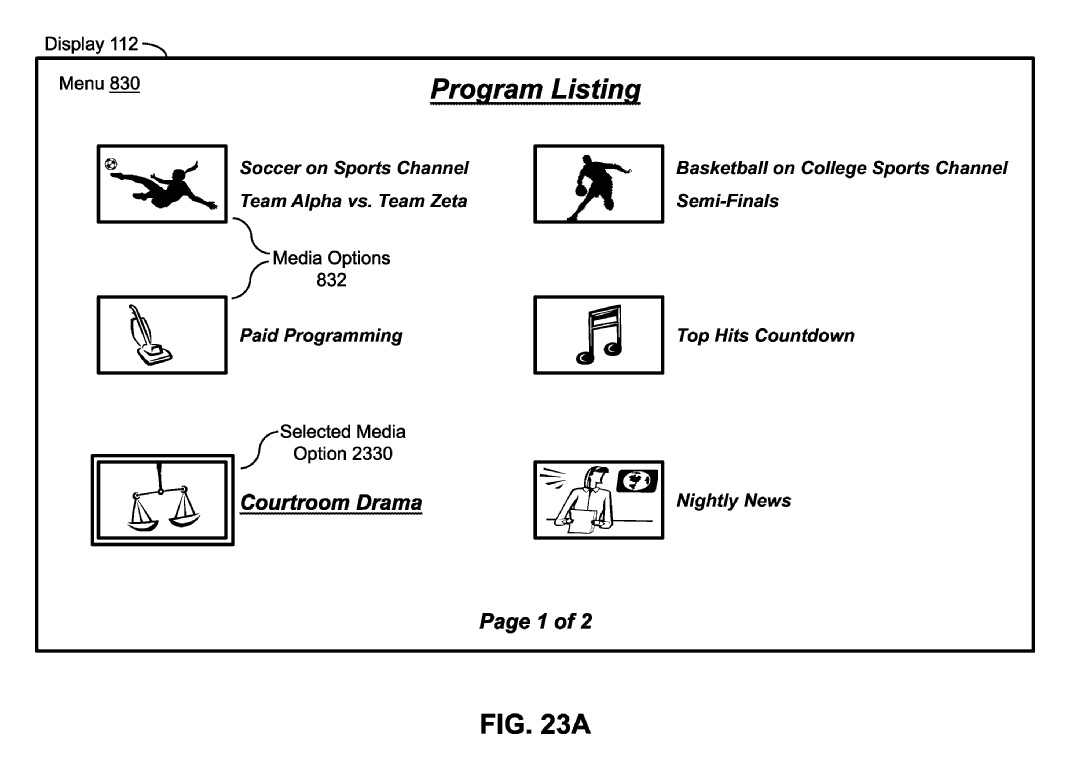 Display 112
Menu 830
Program Listing
Soccer on Sports Channel
Team Alpha vs. Team Zeta
Basketball on College Sports Channel
Semi-Finals
Media Options
832
Paid Programming
Top Hits Countdown
Selected Media
Option 2330
Courtroom Drama
Nightly News
Page 1 of 2
FIG. 23A